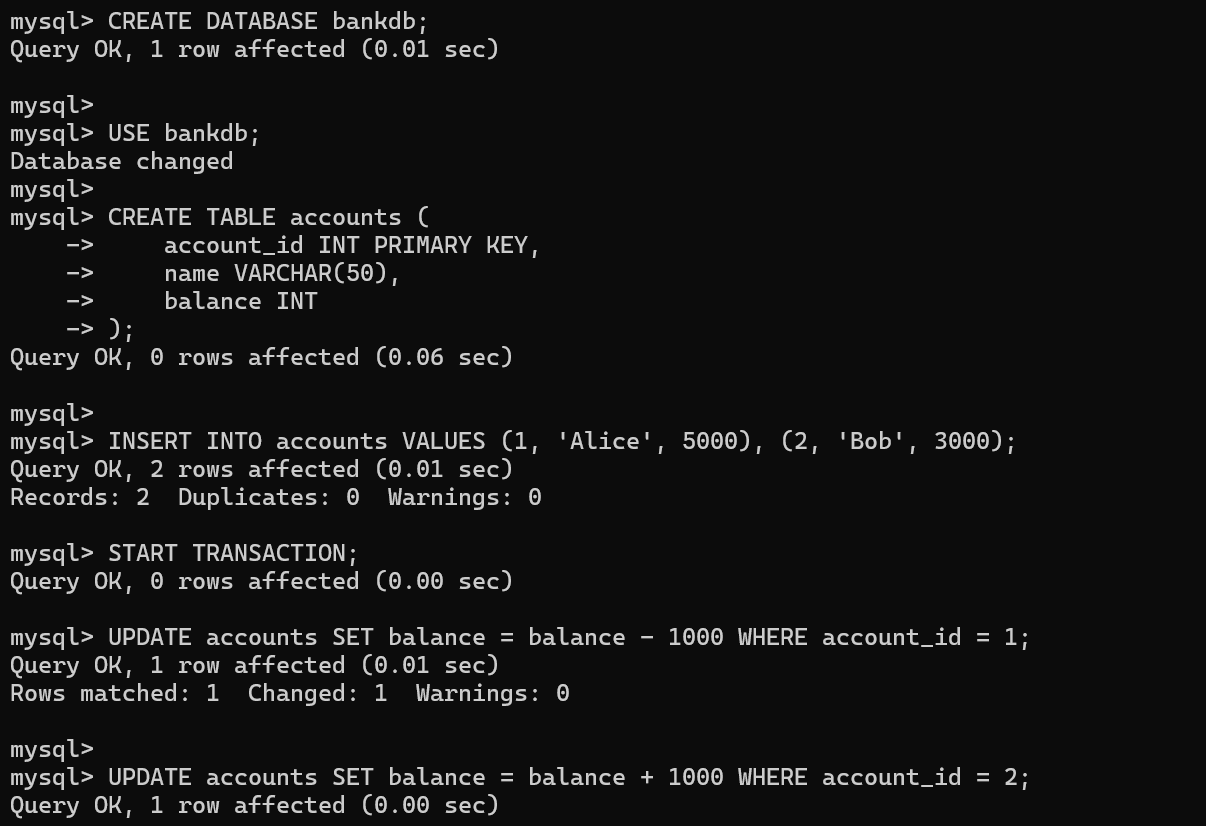 mysql> CREATE DATABASE bankdb;
Query OK, 1 row affected (0.01 sec)

mysql>
mysql> USE bankdb;
Database changed
mysql>
mysql> CREATE TABLE accounts (
    ->     account_id INT PRIMARY KEY,
    ->     name VARCHAR(50),
    ->     balance INT
    -> );
Query OK, 0 rows affected (0.06 sec)

mysql>
mysql> INSERT INTO accounts VALUES (1, 'Alice', 5000), (2, 'Bob', 3000);
Query OK, 2 rows affected (0.01 sec)
Records: 2  Duplicates: 0  Warnings: 0

mysql> START TRANSACTION;
Query OK, 0 rows affected (0.00 sec)

mysql> UPDATE accounts SET balance = balance - 1000 WHERE account_id = 1;
Query OK, 1 row affected (0.01 sec)
Rows matched: 1  Changed: 1  Warnings: 0

mysql>
mysql> UPDATE accounts SET balance = balance + 1000 WHERE account_id = 2;
Query OK, 1 row affected (0.00 sec)